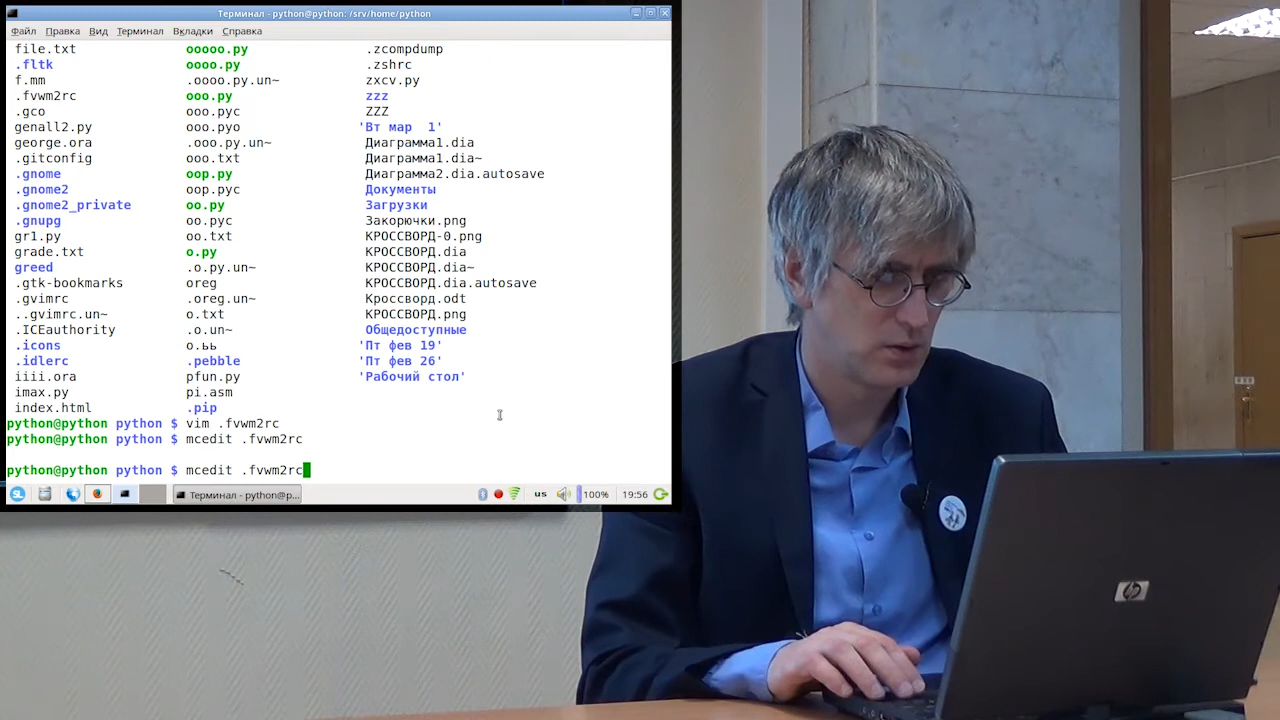 Терминал - python@python: /srv/home/python
Файл Правка Вид Терминал Вкладки Справка
file.txt ooooo.py .zcompdump
.fltk oooo.py .zshrc
f.mm .oooo.py.un~ zxcv.py
.fvwm2rc ooo.py zzz
.gco ooo.pyc ZZZ
genall2.py ooo.pyo 'Вт мар  1'
george.ora .ooo.py.un~ Диаграмма1.dia
.gitconfig ooo.txt Диаграмма1.dia~
.gnome oop.py Диаграмма2.dia.autosave
.gnome2 oop.pyc Документы
.gnome2_private oo.py Загрузки
.gnupg oo.pyc Закорючки.png
gr1.py oo.txt КРОССВОРД-0.png
grade.txt o.py КРОССВОРД.dia
greed .o.py.un~ КРОССВОРД.dia~
.gtk-bookmarks oreg КРОССВОРД.dia.autosave
.gvimrc .oreg.un~ Кроссворд.odt
..gvimrc.un~ o.txt КРОССВОРД.png
.ICEauthority .o.un~ Общедоступные
.icons o.ьь 'Пт фев 19'
.idlerc .pebble 'Пт фев 26'
iiii.ora pfun.py 'Рабочий стол'
imax.py pi.asm
index.html .pip
python@python python $ vim .fvwm2rc
python@python python $ mcedit .fvwm2rc
python@python python $ mcedit .fvwm2rc
Терминал - python@p... us 100% 19:56
hp